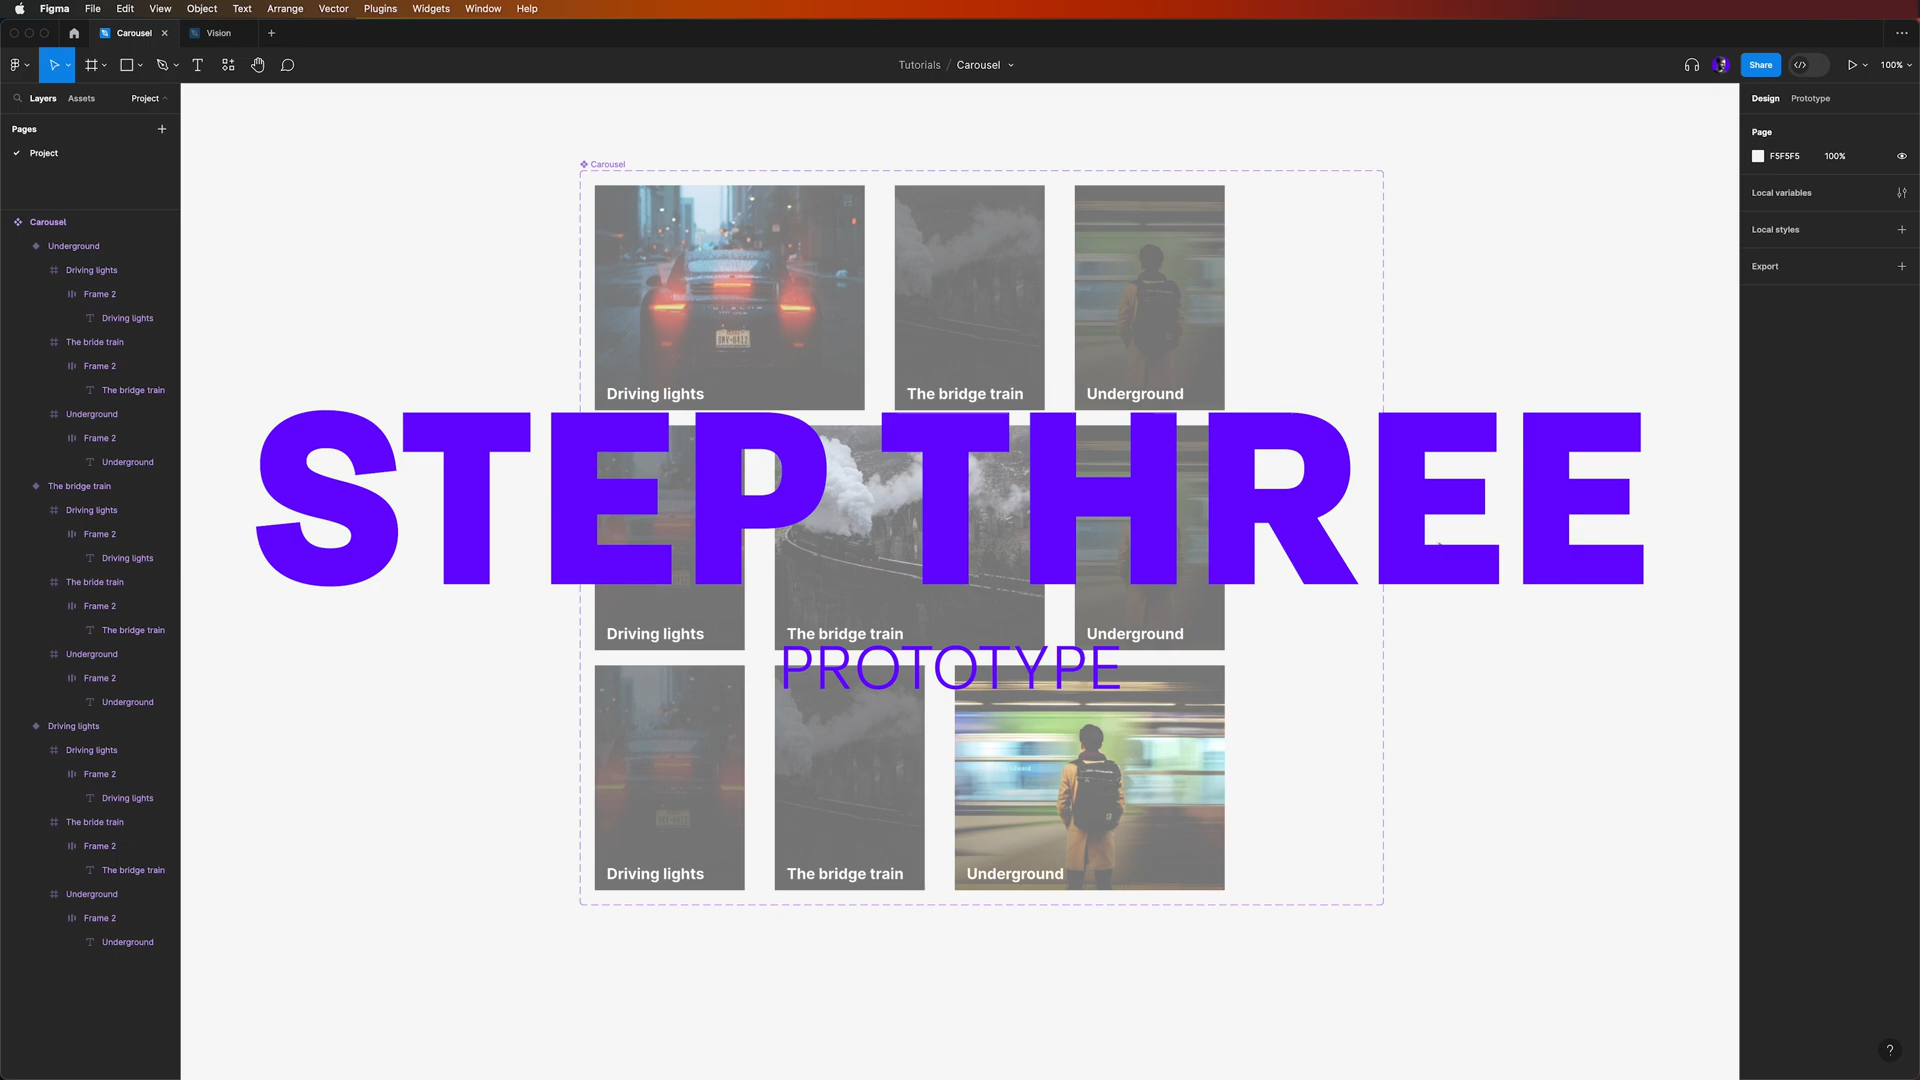 Figma File Edit View Object Text Arrange Vector Plugins Widgets Window Help
Carousel Vision
Tutorials / Carousel
Share
100%
Layers Assets Project
Pages
Project
Carousel
Underground
Driving lights
Frame 2
Driving lights
The bride train
Frame 2
The bridge train
Underground
Frame 2
Underground
The bridge train
Driving lights
Frame 2
Driving lights
The bride train
Frame 2
The bridge train
Underground
Frame 2
Underground
Driving lights
Driving lights
Frame 2
Driving lights
The bride train
Frame 2
The bridge train
Underground
Frame 2
Underground
Carousel
Driving lights The bridge train Underground
STEP THREE
Driving lights The bridge train Underground
PROTOTYPE
Driving lights The bridge train Underground
Design Prototype
Page
F5F5F5 100%
Local variables
Local styles
Export
?